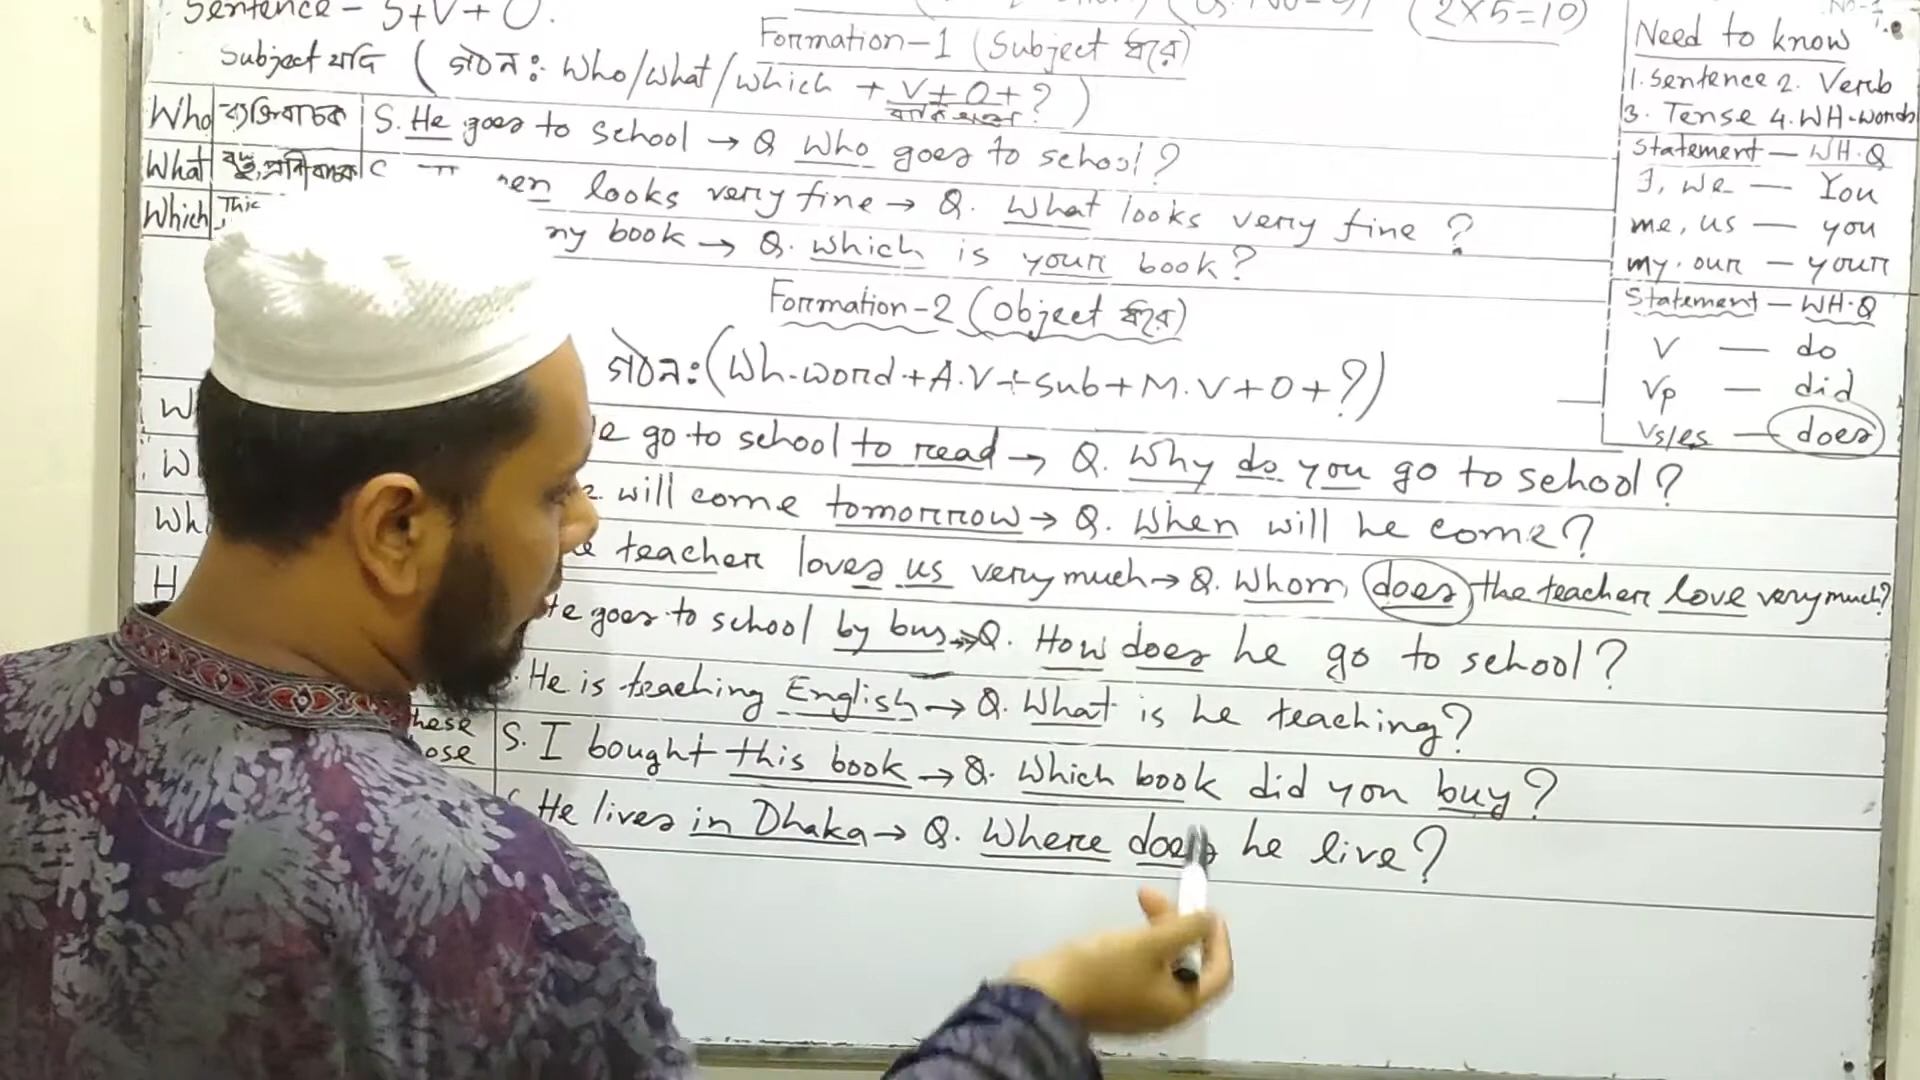 Sentence - S+V+O.
(2x5=10)
Formation-1 (Subject ঘরে)
Subject যদি (গঠন: Who/What/Which + V+O+?)
Who ব্যক্তিবাচক S. He goes to school → Q Who goes to school?
What looks very fine → Q. What looks very fine?
Which my book → Q. Which is your book?
Formation-2 (Object ঘরে)
গঠন: (Wh-word+A.V+Sub+M.V+O+?)
go to school to read → Q. Why do you go to school?
will come tomorrow → Q. When will he come?
teacher loves us very much → Q. Whom does the teacher love very much?
He goes to school by bus → Q. How does he go to school?
He is teaching English → Q. What is he teaching?
S. I bought this book → Q. Which book did you buy?
He lives in Dhaka → Q. Where does he live?
Need to know
1. Sentence 2. Verb
3. Tense 4. WH-words
Statement — WH.Q
I, we — You
me, us — you
my, our — your
Statement — WH.Q
V — do
Vp — did
Vs/es — does